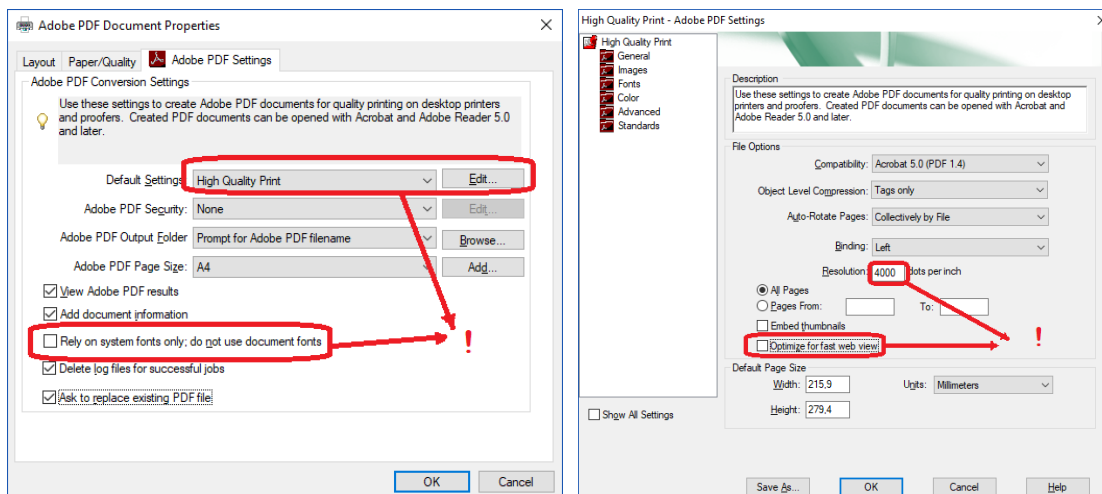 Adobe PDF Document Properties
Layout Paper/Quality Adobe PDF Settings
Adobe PDF Conversion Settings
Use these settings to create Adobe PDF documents for quality printing on desktop printers
and proofers. Created PDF documents can be opened with Acrobat and Adobe Reader 5.0
and later.
Default Settings High Quality Print Edit...
Adobe PDF Security: None Edit...
Adobe PDF Output Folder Prompt for Adobe PDF filename Browse...
Adobe PDF Page Size: A4 Add...
View Adobe PDF results
Add document information
Rely on system fonts only; do not use document fonts
!
Delete log files for successful jobs
Ask to replace existing PDF file
OK Cancel
High Quality Print - Adobe PDF Settings
High Quality Print
General
Images
Fonts
Color
Advanced
Standards
Show All Settings
Description
Use these settings to create Adobe PDF documents for quality printing on desktop
printers and proofers. Created PDF documents can be opened with Acrobat and
Adobe Reader 5.0 and later.
File Options
Compatibility: Acrobat 5.0 (PDF 1.4)
Object Level Compression: Tags only
Auto-Rotate Pages: Collectively by File
Binding: Left
Resolution: 4000 dots per inch
All Pages
Pages From: To:
Embed thumbnails
Optimize for fast web view
!
Default Page Size
Width: 215,9 Units: Millimeters
Height: 279,4
Save As... OK Cancel Help